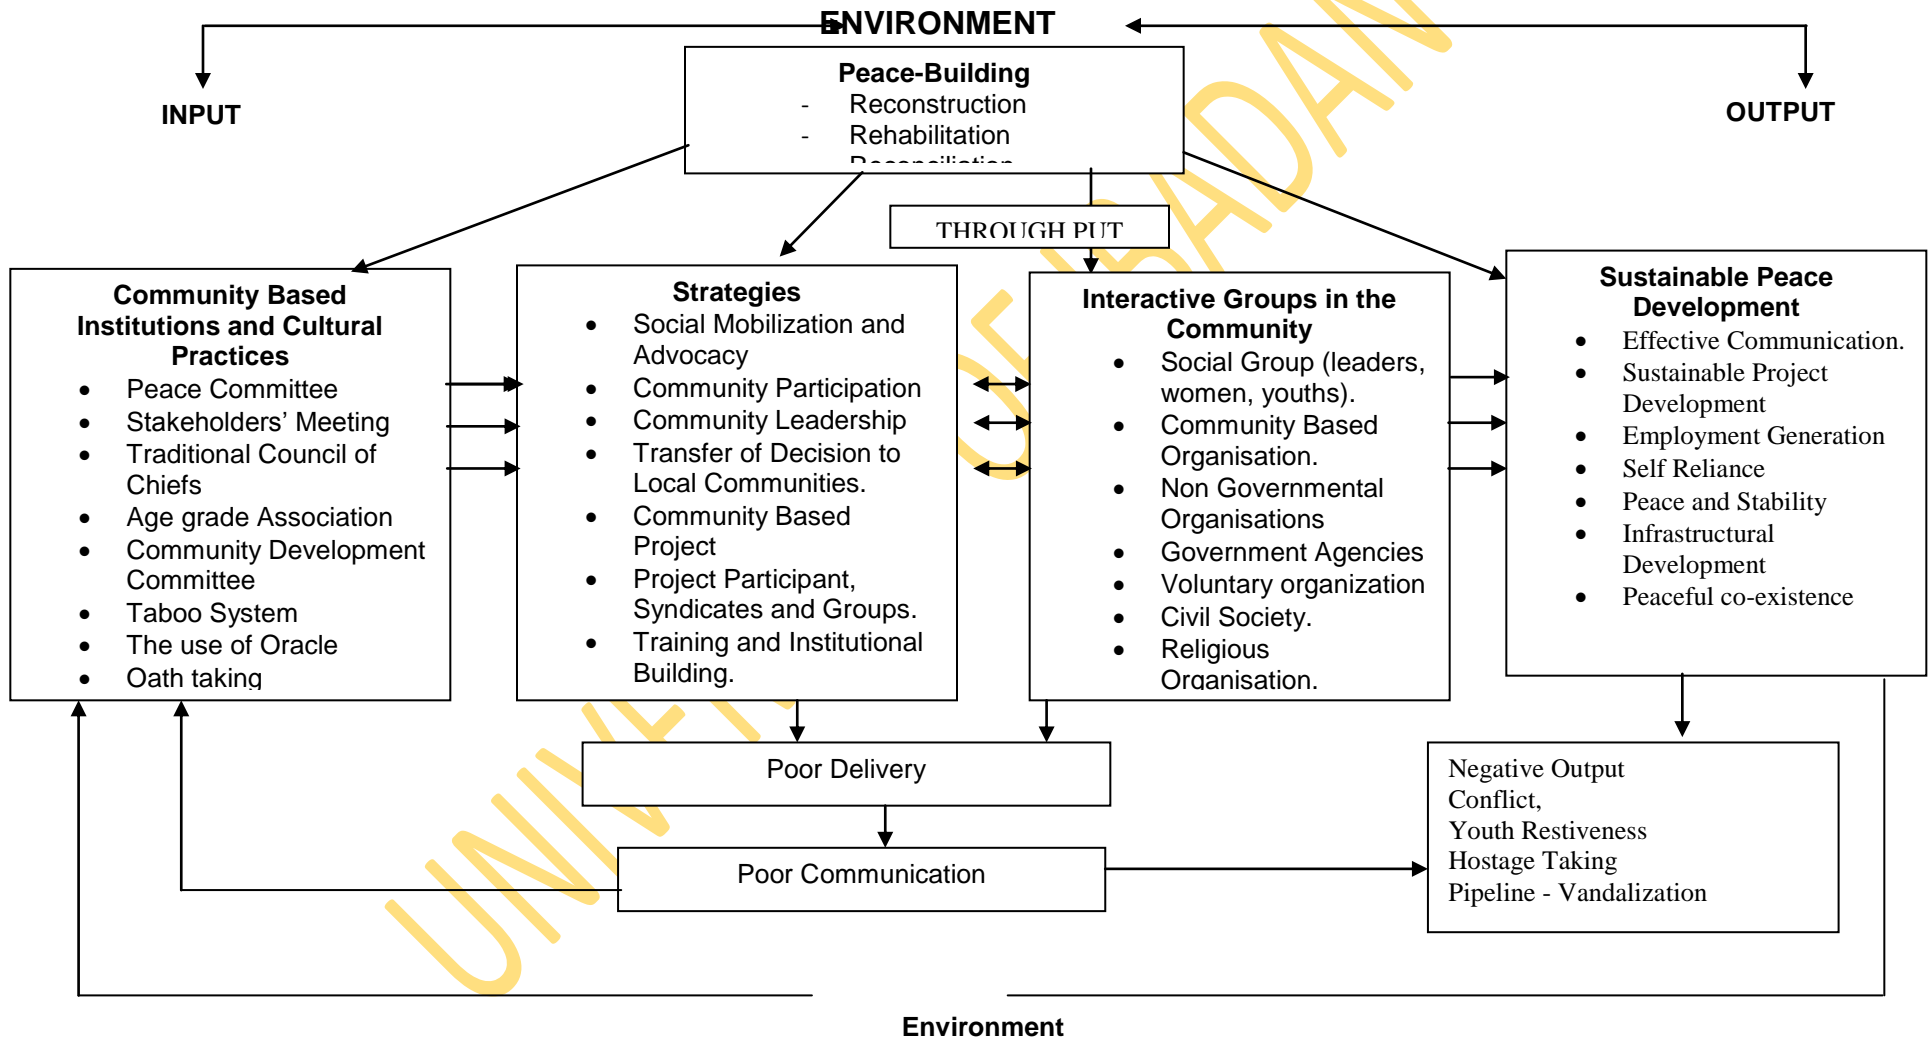 ENVIRONMENT
INPUT
OUTPUT
Peace-Building
- Reconstruction
- Rehabilitation
Reconciliation
THROUGH PUT
Community Based
Institutions and Cultural
Practices
• Peace Committee
• Stakeholders’ Meeting
• Traditional Council of
Chiefs
• Age grade Association
• Community Development
Committee
• Taboo System
• The use of Oracle
• Oath taking
Strategies
• Social Mobilization and
Advocacy
• Community Participation
• Community Leadership
• Transfer of Decision to
Local Communities.
• Community Based
Project
• Project Participant,
Syndicates and Groups.
• Training and Institutional
Building.
Interactive Groups in the
Community
• Social Group (leaders,
women, youths).
• Community Based
Organisation.
• Non Governmental
Organisations
• Government Agencies
• Voluntary organization
• Civil Society.
• Religious
Organisation.
Sustainable Peace
Development
• Effective Communication.
• Sustainable Project
Development
• Employment Generation
• Self Reliance
• Peace and Stability
• Infrastructural
Development
• Peaceful co-existence
Poor Delivery
Poor Communication
Negative Output
Conflict,
Youth Restiveness
Hostage Taking
Pipeline - Vandalization
Environment